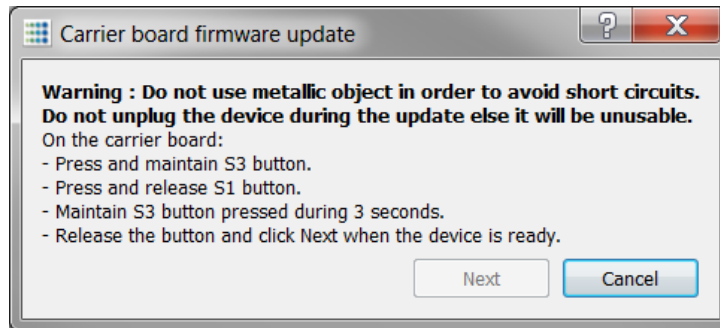 Carrier board firmware update
Warning : Do not use metallic object in order to avoid short circuits.
Do not unplug the device during the update else it will be unusable.
On the carrier board:
- Press and maintain S3 button.
- Press and release S1 button.
- Maintain S3 button pressed during 3 seconds.
- Release the button and click Next when the device is ready.
Next Cancel